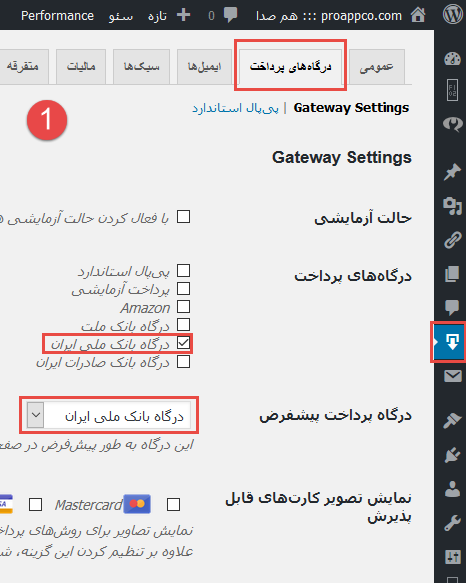 proappco.com ::: هم صدا 0 + تازه سئو Performance
عمومی درگاه‌های پرداخت ایمیل‌ها سبک‌ها مالیات متفرقه
Gateway Settings | پی‌پال استاندارد
1
Gateway Settings
حالت آزمایشی با فعال کردن حالت آزمایشی
درگاه‌های پرداخت
پی‌پال استاندارد
پرداخت آزمایشی
Amazon
درگاه بانک ملت
درگاه بانک ملی ایران
درگاه بانک صادرات ایران
درگاه پرداخت پیشفرض درگاه بانک ملی ایران
این درگاه به طور پیش‌فرض در صفح
نمایش تصویر کارت‌های قابل پذیرش
Mastercard
نمایش تصاویر برای روش‌های پرداخ
علاوه بر تنظیم کردن این گزینه، ش